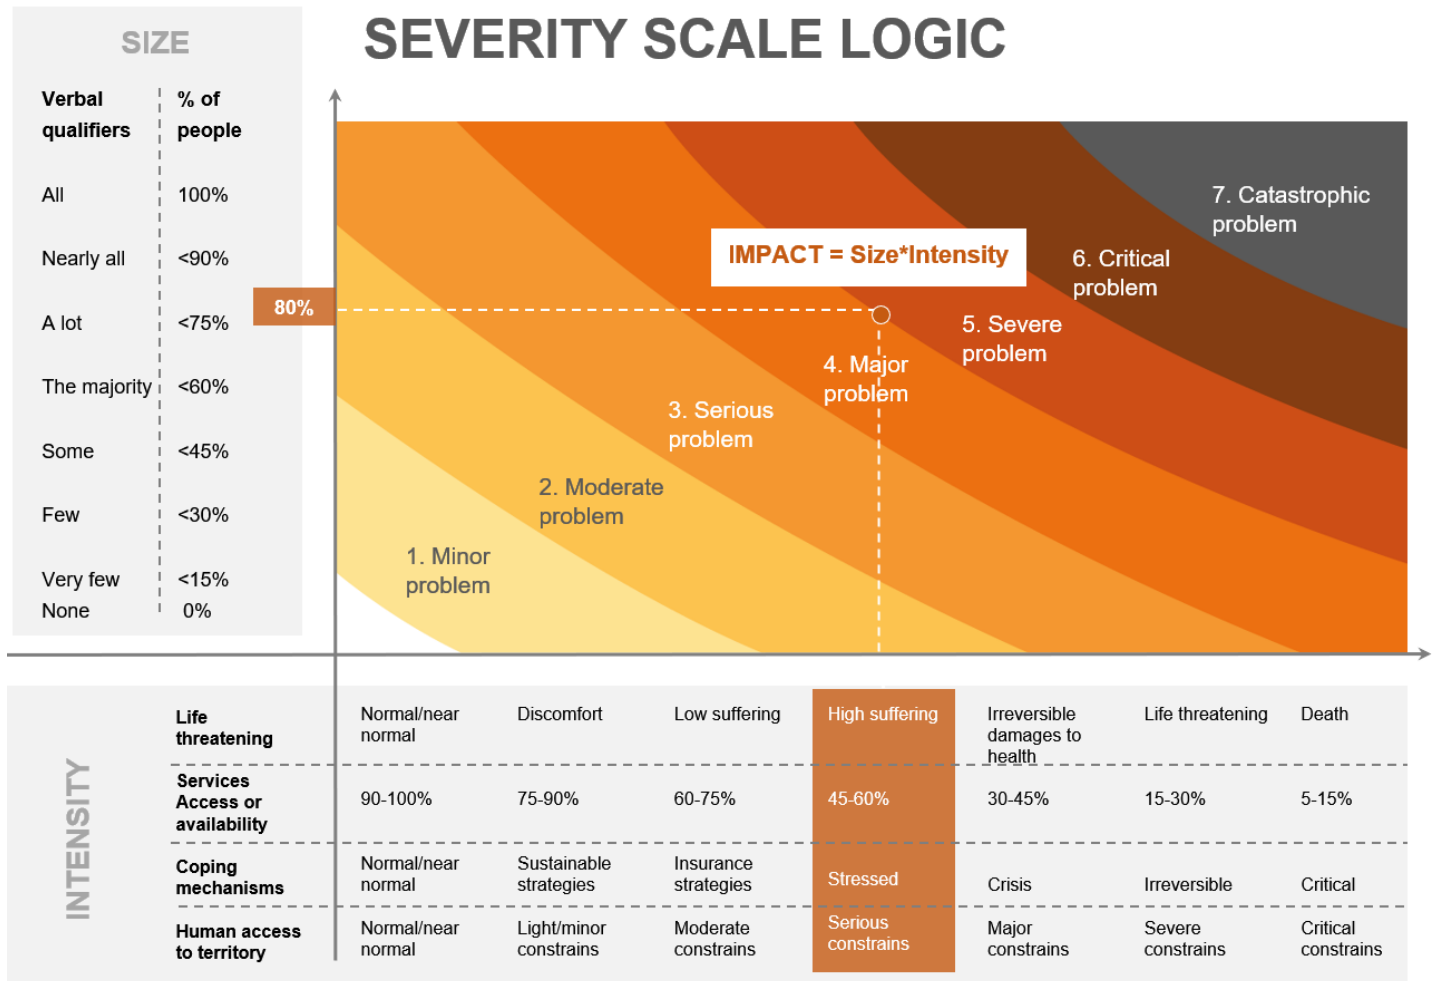 SEVERITY SCALE LOGIC
SIZE
Verbal qualifiers
% of people
All 100%
Nearly all <90%
80%
A lot <75%
The majority <60%
Some <45%
Few <30%
Very few <15%
None 0%
IMPACT = Size*Intensity
7. Catastrophic
problem
6. Critical
problem
5. Severe
problem
4. Major
problem
3. Serious
problem
2. Moderate
problem
1. Minor
problem
INTENSITY
Life
threatening
Normal/near
normal
Discomfort
Low suffering
High suffering
Irreversible
damages to
health
Life threatening
Death
Services
Access or
availability
90-100%
75-90%
60-75%
45-60%
30-45%
15-30%
5-15%
Coping
mechanisms
Normal/near
normal
Sustainable
strategies
Insurance
strategies
Stressed
Crisis
Irreversible
Critical
Human access
to territory
Normal/near
normal
Light/minor
constrains
Moderate
constrains
Serious
constrains
Major
constrains
Severe
constrains
Critical
constrains